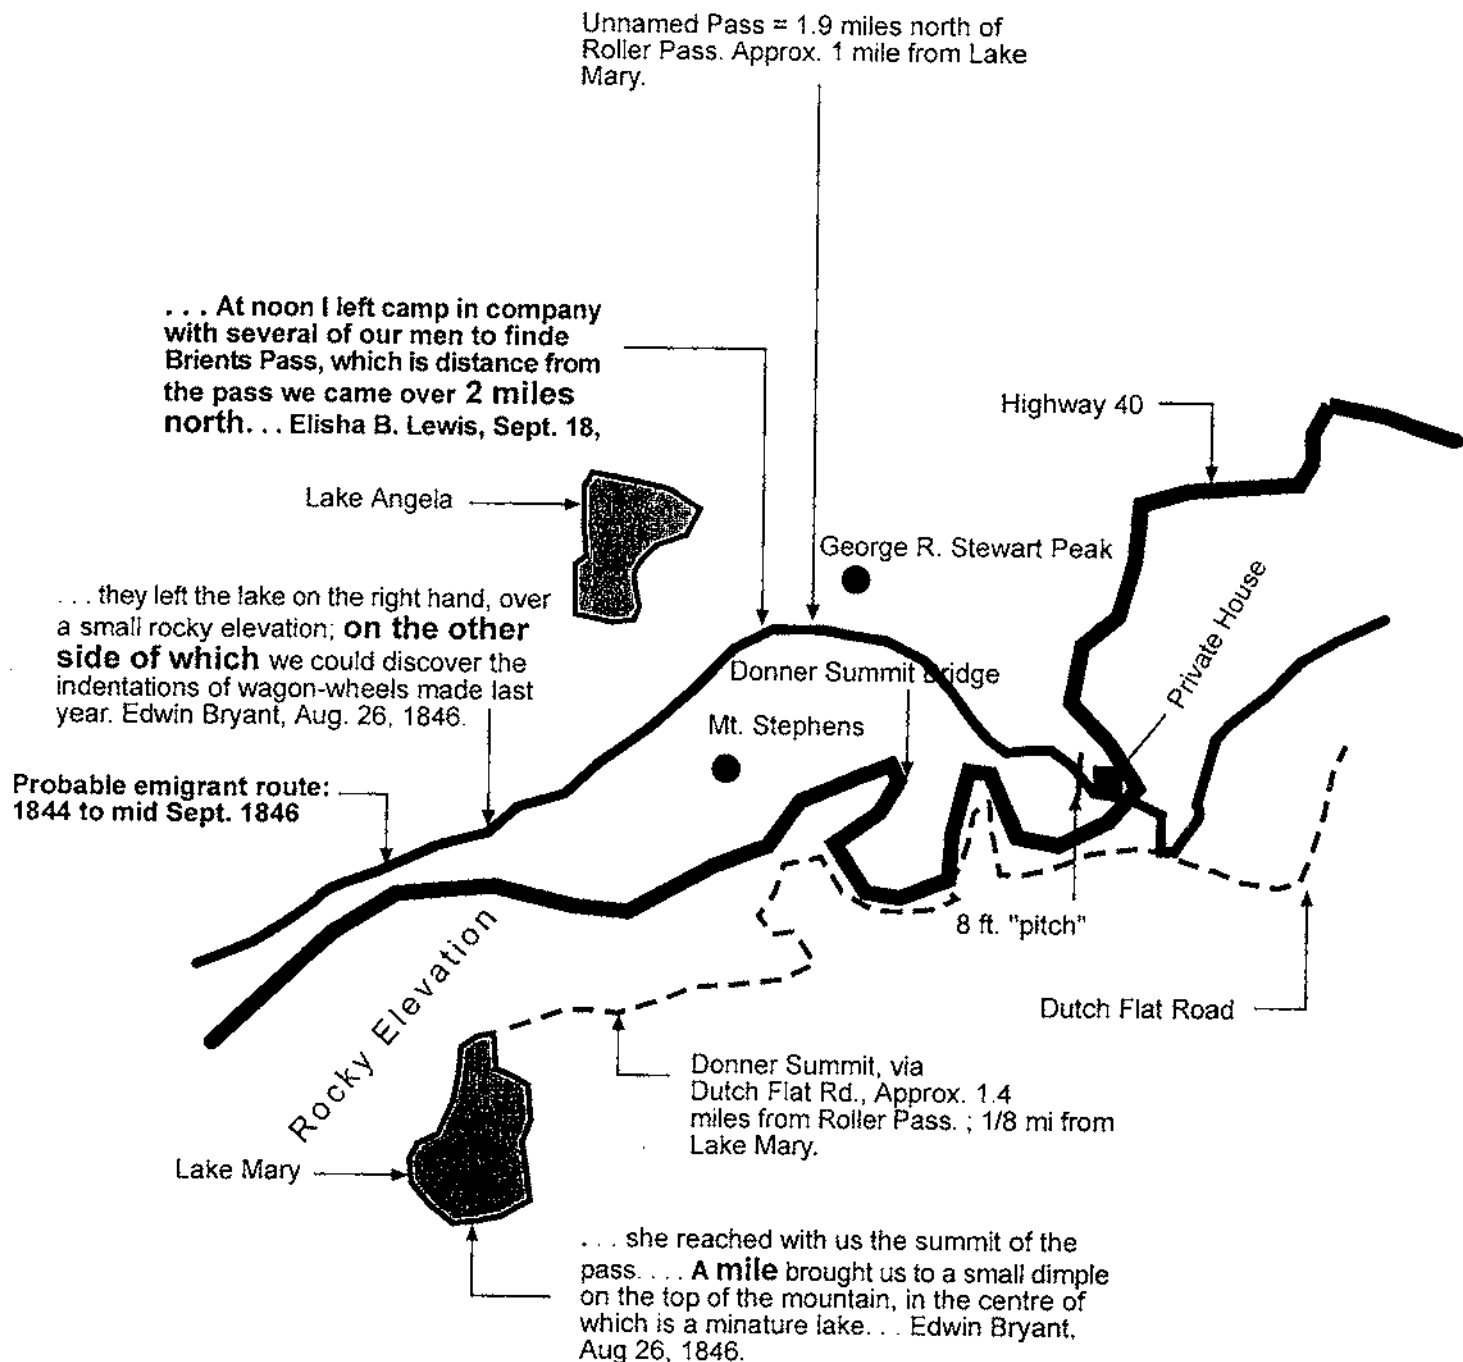 Unnamed Pass = 1.9 miles north of
Roller Pass. Approx. 1 mile from Lake
Mary.
. . . At noon I left camp in company
with several of our men to finde
Brients Pass, which is distance from
the pass we came over 2 miles
north. . . Elisha B. Lewis, Sept. 18,
Highway 40
Lake Angela
George R. Stewart Peak
. . . they left the lake on the right hand, over
a small rocky elevation; on the other
side of which we could discover the
indentations of wagon-wheels made last
year. Edwin Bryant, Aug. 26, 1846.
Private House
Donner Summit Bridge
Mt. Stephens
Probable emigrant route:
1844 to mid Sept. 1846
8 ft. "pitch"
Rocky Elevation
Dutch Flat Road
Donner Summit, via
Dutch Flat Rd., Approx. 1.4
miles from Roller Pass. ; 1/8 mi from
Lake Mary.
Lake Mary
. . . she reached with us the summit of the
pass. . . . A mile brought us to a small dimple
on the top of the mountain, in the centre of
which is a minature lake. . . Edwin Bryant,
Aug 26, 1846.